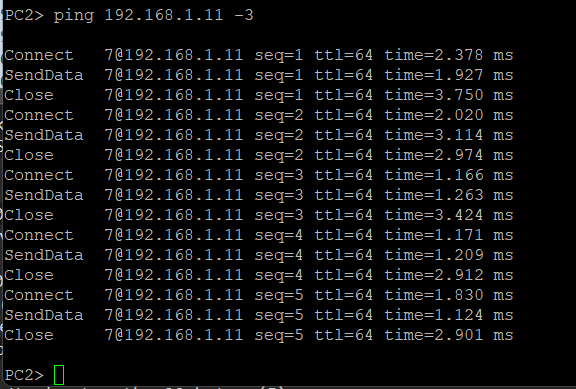 PC2> ping 192.168.1.11 -3
Connect 7@192.168.1.11 seq=1 ttl=64 time=2.378 ms
SendData 7@192.168.1.11 seq=1 ttl=64 time=1.927 ms
Close 7@192.168.1.11 seq=1 ttl=64 time=3.750 ms
Connect 7@192.168.1.11 seq=2 ttl=64 time=2.020 ms
SendData 7@192.168.1.11 seq=2 ttl=64 time=3.114 ms
Close 7@192.168.1.11 seq=2 ttl=64 time=2.974 ms
Connect 7@192.168.1.11 seq=3 ttl=64 time=1.166 ms
SendData 7@192.168.1.11 seq=3 ttl=64 time=1.263 ms
Close 7@192.168.1.11 seq=3 ttl=64 time=3.424 ms
Connect 7@192.168.1.11 seq=4 ttl=64 time=1.171 ms
SendData 7@192.168.1.11 seq=4 ttl=64 time=1.209 ms
Close 7@192.168.1.11 seq=4 ttl=64 time=2.912 ms
Connect 7@192.168.1.11 seq=5 ttl=64 time=1.830 ms
SendData 7@192.168.1.11 seq=5 ttl=64 time=1.124 ms
Close 7@192.168.1.11 seq=5 ttl=64 time=2.901 ms
PC2>